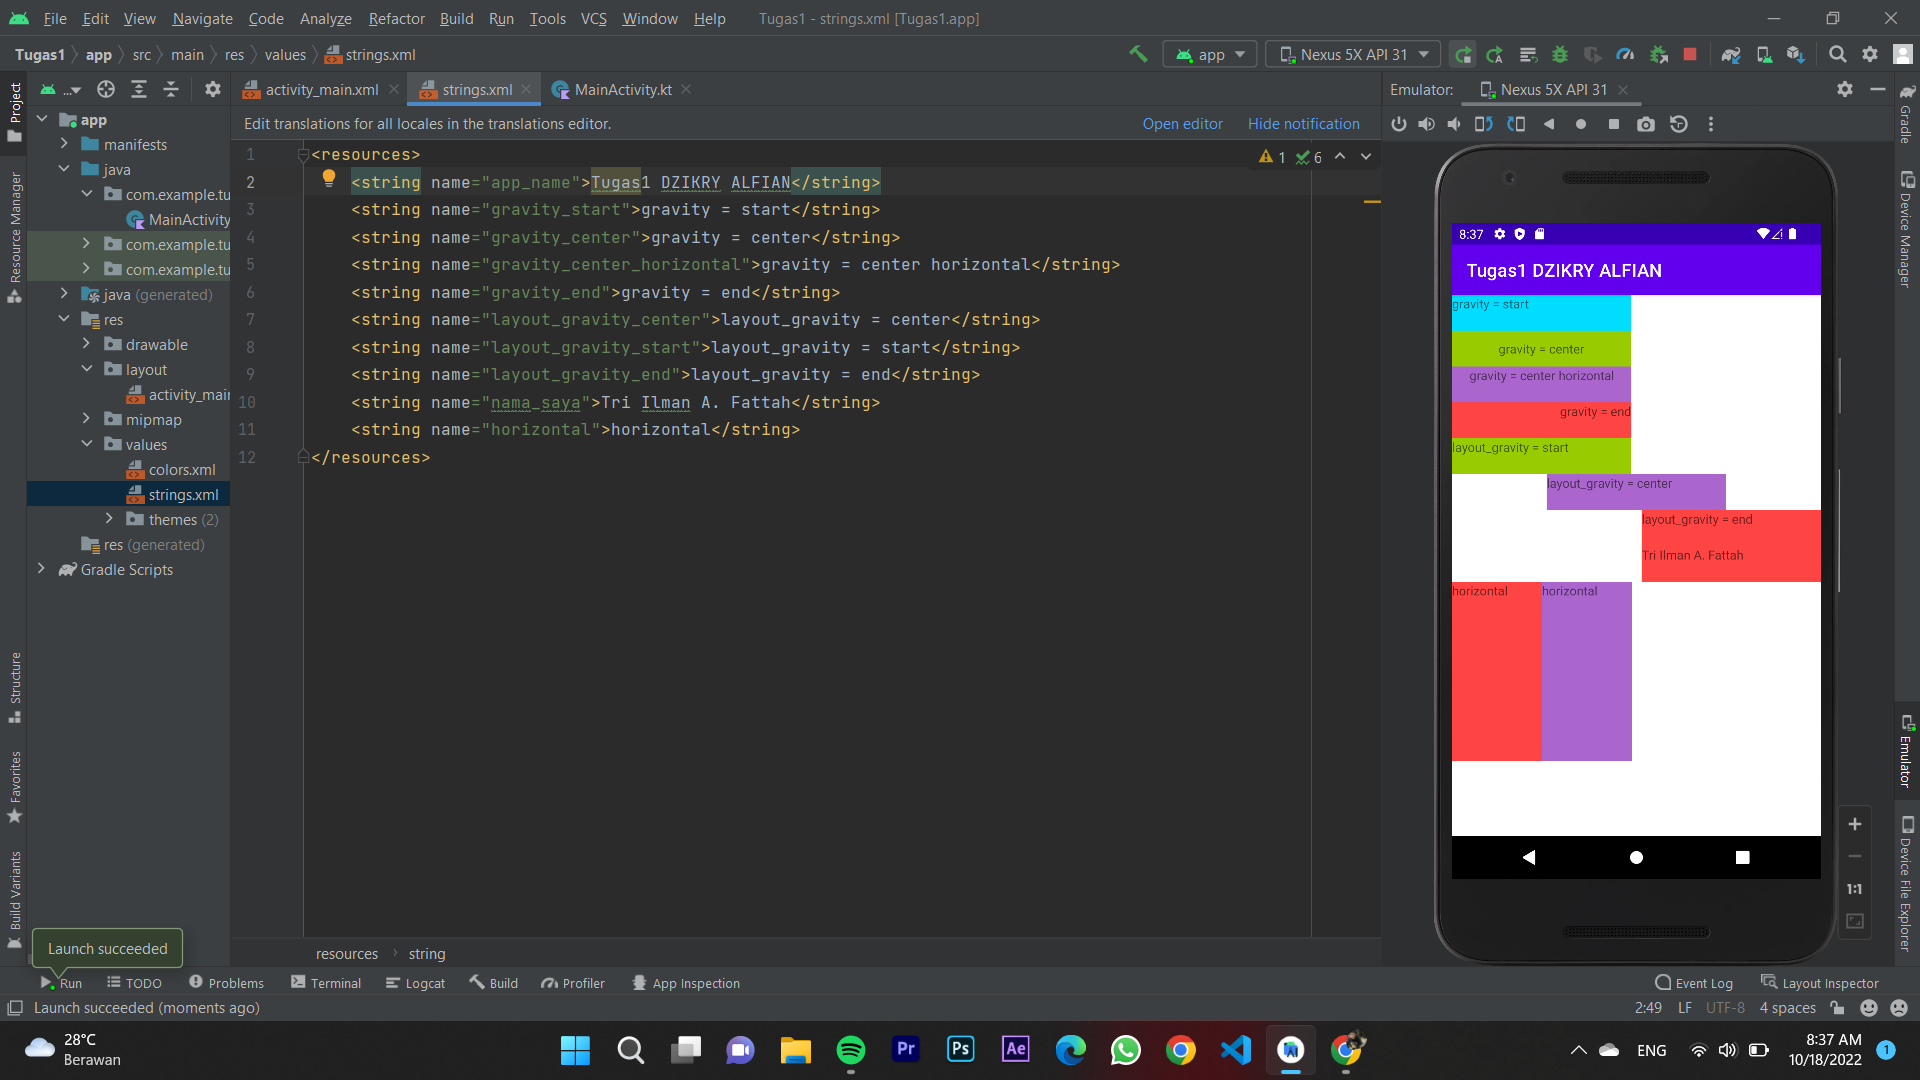 File Edit View Navigate Code Analyze Refactor Build Run Tools VCS Window Help Tugas1 - strings.xml [Tugas1.app]
Tugas1 app src main res values strings.xml app Nexus 5X API 31
... activity_main.xml strings.xml MainActivity.kt Emulator: Nexus 5X API 31
Edit translations for all locales in the translations editor. Open editor Hide notification
Project
Resource Manager
Structure
Favorites
Build Variants
app
manifests
java
com.example.tu
MainActivity
com.example.tu
com.example.tu
java (generated)
res
drawable
layout
activity_mai
mipmap
values
colors.xml
strings.xml
themes (2)
res (generated)
Gradle Scripts
1 <resources>
2 <string name="app_name">Tugas1 DZIKRY ALFIAN</string>
3 <string name="gravity_start">gravity = start</string>
4 <string name="gravity_center">gravity = center</string>
5 <string name="gravity_center_horizontal">gravity = center horizontal</string>
6 <string name="gravity_end">gravity = end</string>
7 <string name="layout_gravity_center">layout_gravity = center</string>
8 <string name="layout_gravity_start">layout_gravity = start</string>
9 <string name="layout_gravity_end">layout_gravity = end</string>
10 <string name="nama_saya">Tri Ilman A. Fattah</string>
11 <string name="horizontal">horizontal</string>
12 </resources>
1 6
8:37
Tugas1 DZIKRY ALFIAN
gravity = start
gravity = center
gravity = center horizontal
gravity = end
layout_gravity = start
layout_gravity = center
layout_gravity = end
Tri Ilman A. Fattah
horizontal horizontal
1:1
Gradle
Device Manager
Emulator
Device File Explorer
resources string
Launch succeeded
Run TODO Problems Terminal Logcat Build Profiler App Inspection Event Log Layout Inspector
Launch succeeded (moments ago) 2:49 LF UTF-8 4 spaces
28°C
Berawan
Pr Ps Ae
ENG
8:37 AM
10/18/2022
1